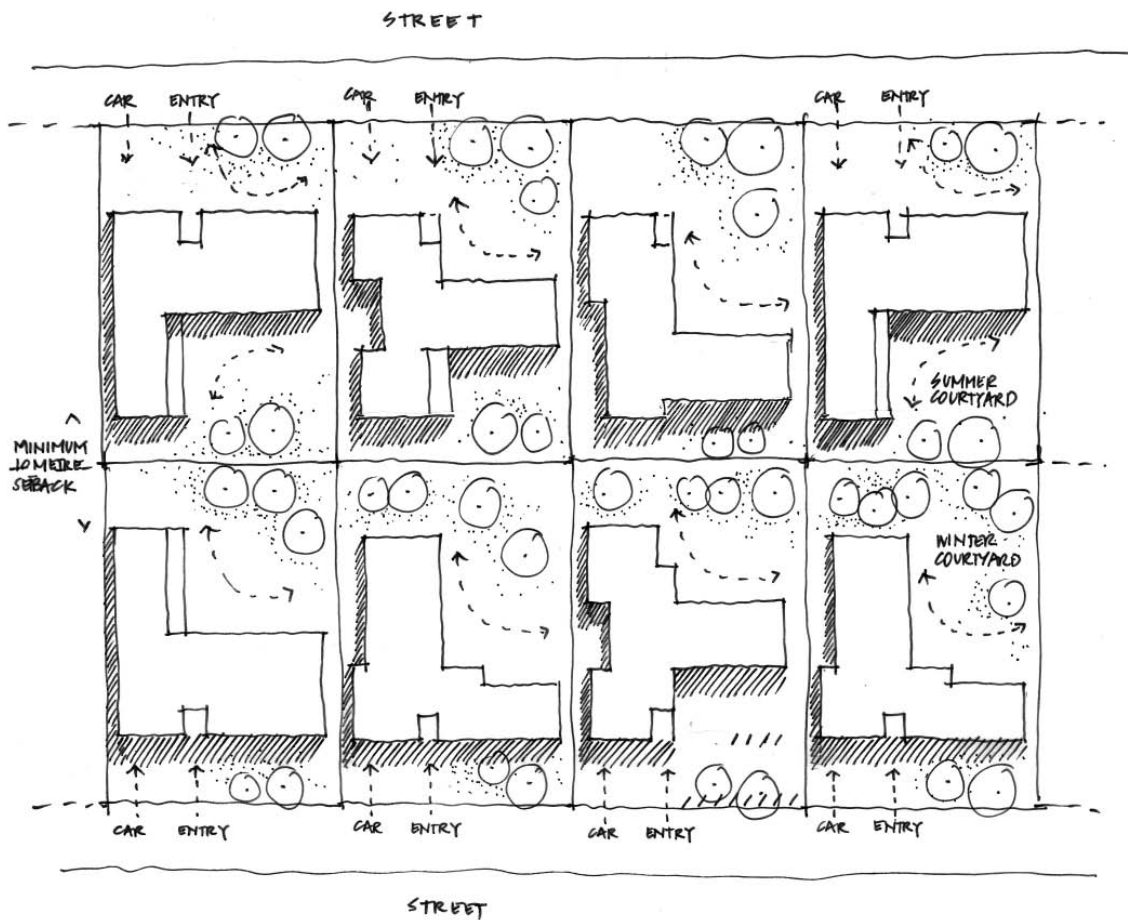 STREET
CAR ENTRY CAR ENTRY CAR ENTRY
SUMMER
COURTYARD
MINIMUM
10 METRE
SEBACK
WINTER
COURTYARD
CAR ENTRY CAR ENTRY CAR ENTRY CAR ENTRY
STREET